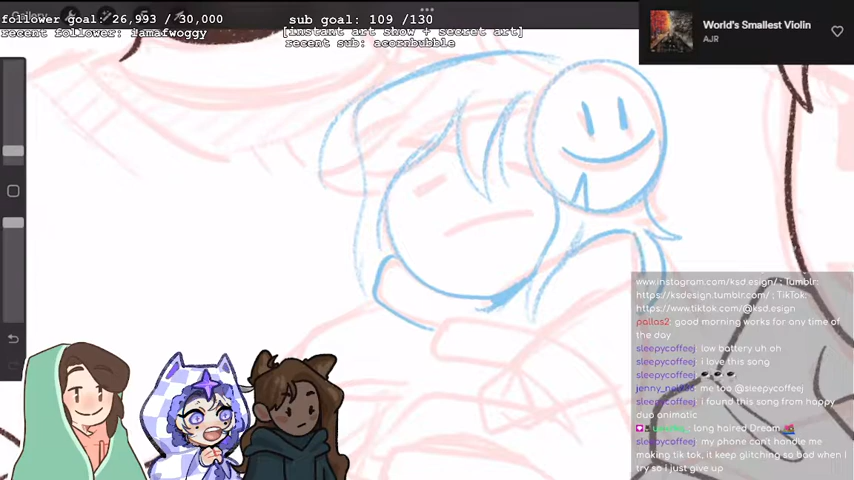 Gallery
follower goal: 26,993 / 30,000
recent follower: iamafwoggy
sub goal: 109 /130
[instant art show + secret art]
recent sub: acornbubble
World's Smallest Violin
AJR
www.instagram.com/ksd.esign/ ; Tumblr:
https://ksdesign.tumblr.com/ ; TikTok:
https://www.tiktok.com/@ksd.esign
pallas2: good morning works for any time of
the day
sleepycoffeej: low battery uh oh
sleepycoffeej: i love this song
sleepycoffeej:
me too @sleepycoffeej
sleepycoffeej: i found this song from happy
duo animatic
: long haired Dream
sleepycoffeej: my phone can't handle me
making tik tok, it keep glitching so bad when I
try so I just give up